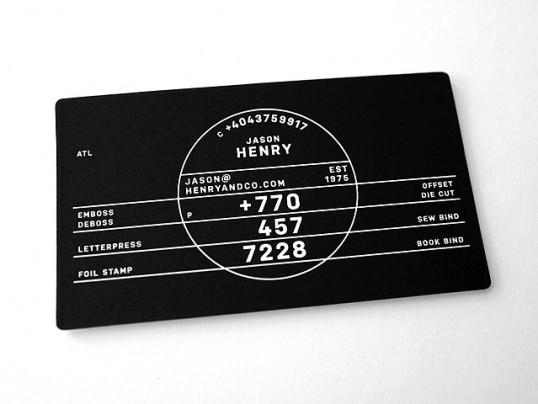 C +4043759917
JASON
HENRY
ATL
JASON@
HENRYANDCO.COM
EST
1975
EMBOSS
DEBOSS
P
+770
OFFSET
DIE CUT
457
LETTERPRESS
SEW BIND
7228
FOIL STAMP
BOOK BIND